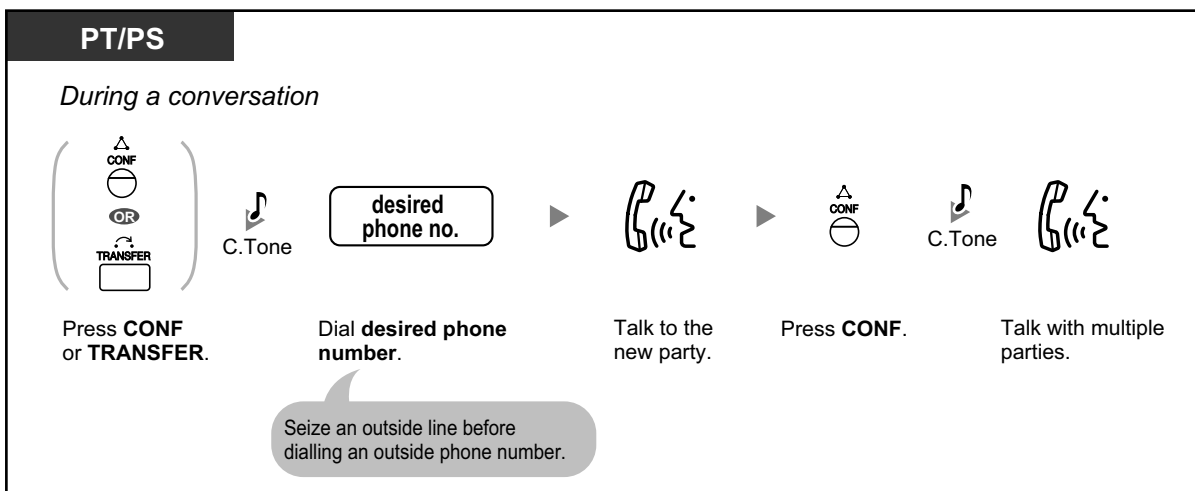 PT/PS
During a conversation
CONF
OR
TRANSFER
C.Tone
desired
phone no.
CONF
C.Tone
Press CONF
or TRANSFER.
Dial desired phone
number.
Talk to the
new party.
Press CONF.
Talk with multiple
parties.
Seize an outside line before
dialling an outside phone number.